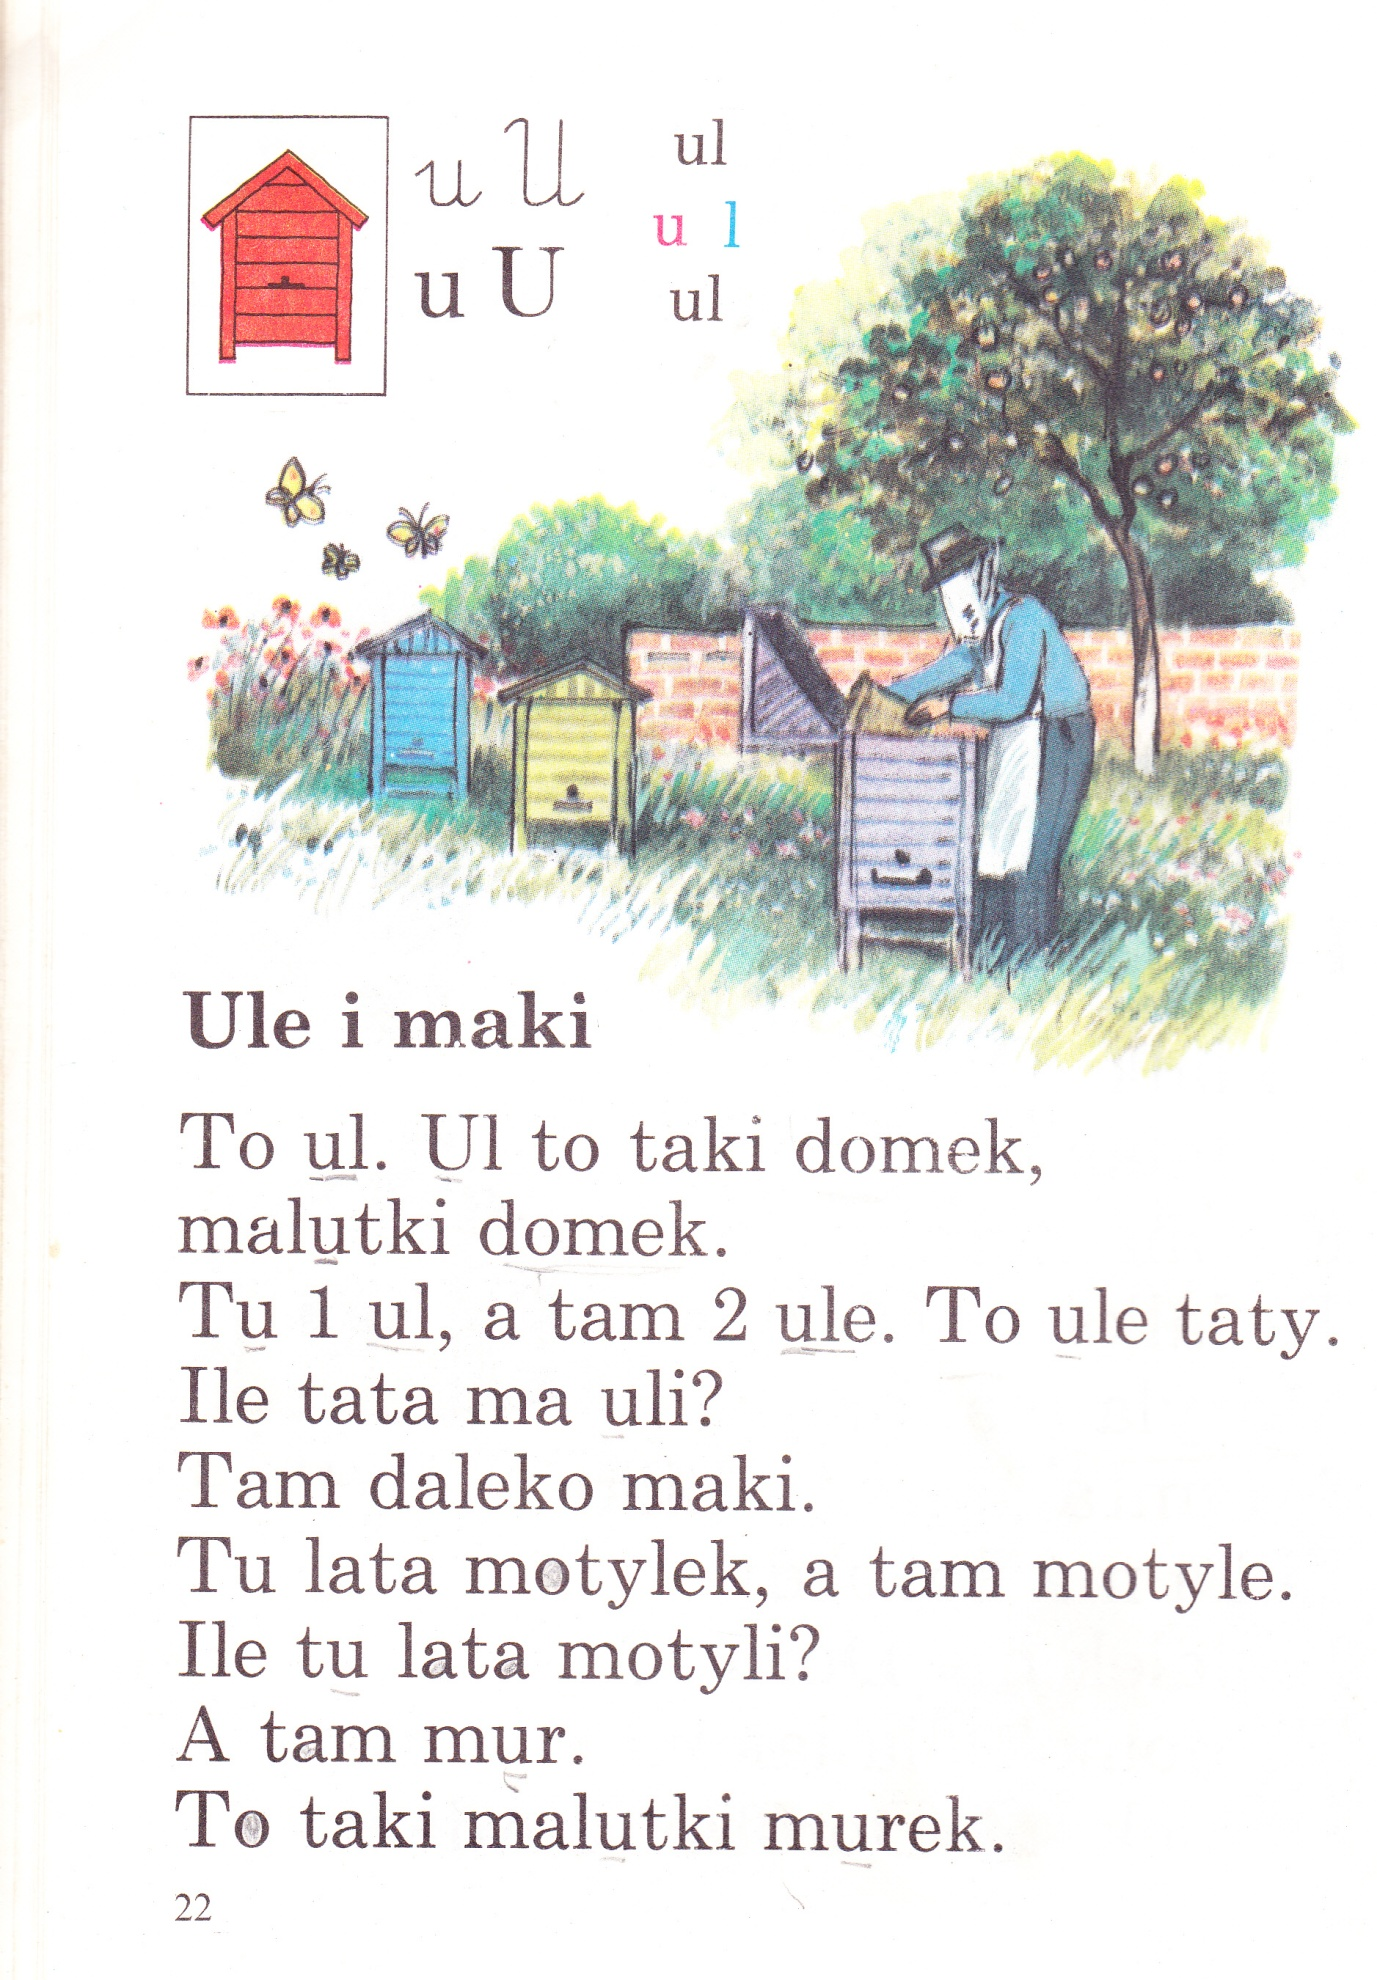 u U
u U
ul
u l
ul
Ule i maki
To ul. Ul to taki domek,
malutki domek.
Tu 1 ul, a tam 2 ule. To ule taty.
Ile tata ma uli?
Tam daleko maki.
Tu lata motylek, a tam motyle.
Ile tu lata motyli?
A tam mur.
To taki malutki murek.
22